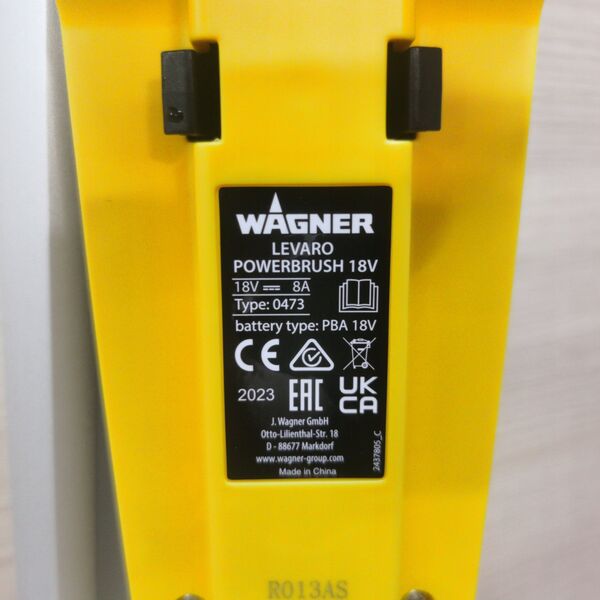 WAGNER
LEVARO
POWERBRUSH 18V
18V ⎓ 8A
Type: 0473
battery type: PBA 18V
CE
2023 EAC UK CA
J. Wagner GmbH
Otto-Lilienthal-Str. 18
D - 88677 Markdorf
www.wagner-group.com
Made in China
2437805_C
R013AS